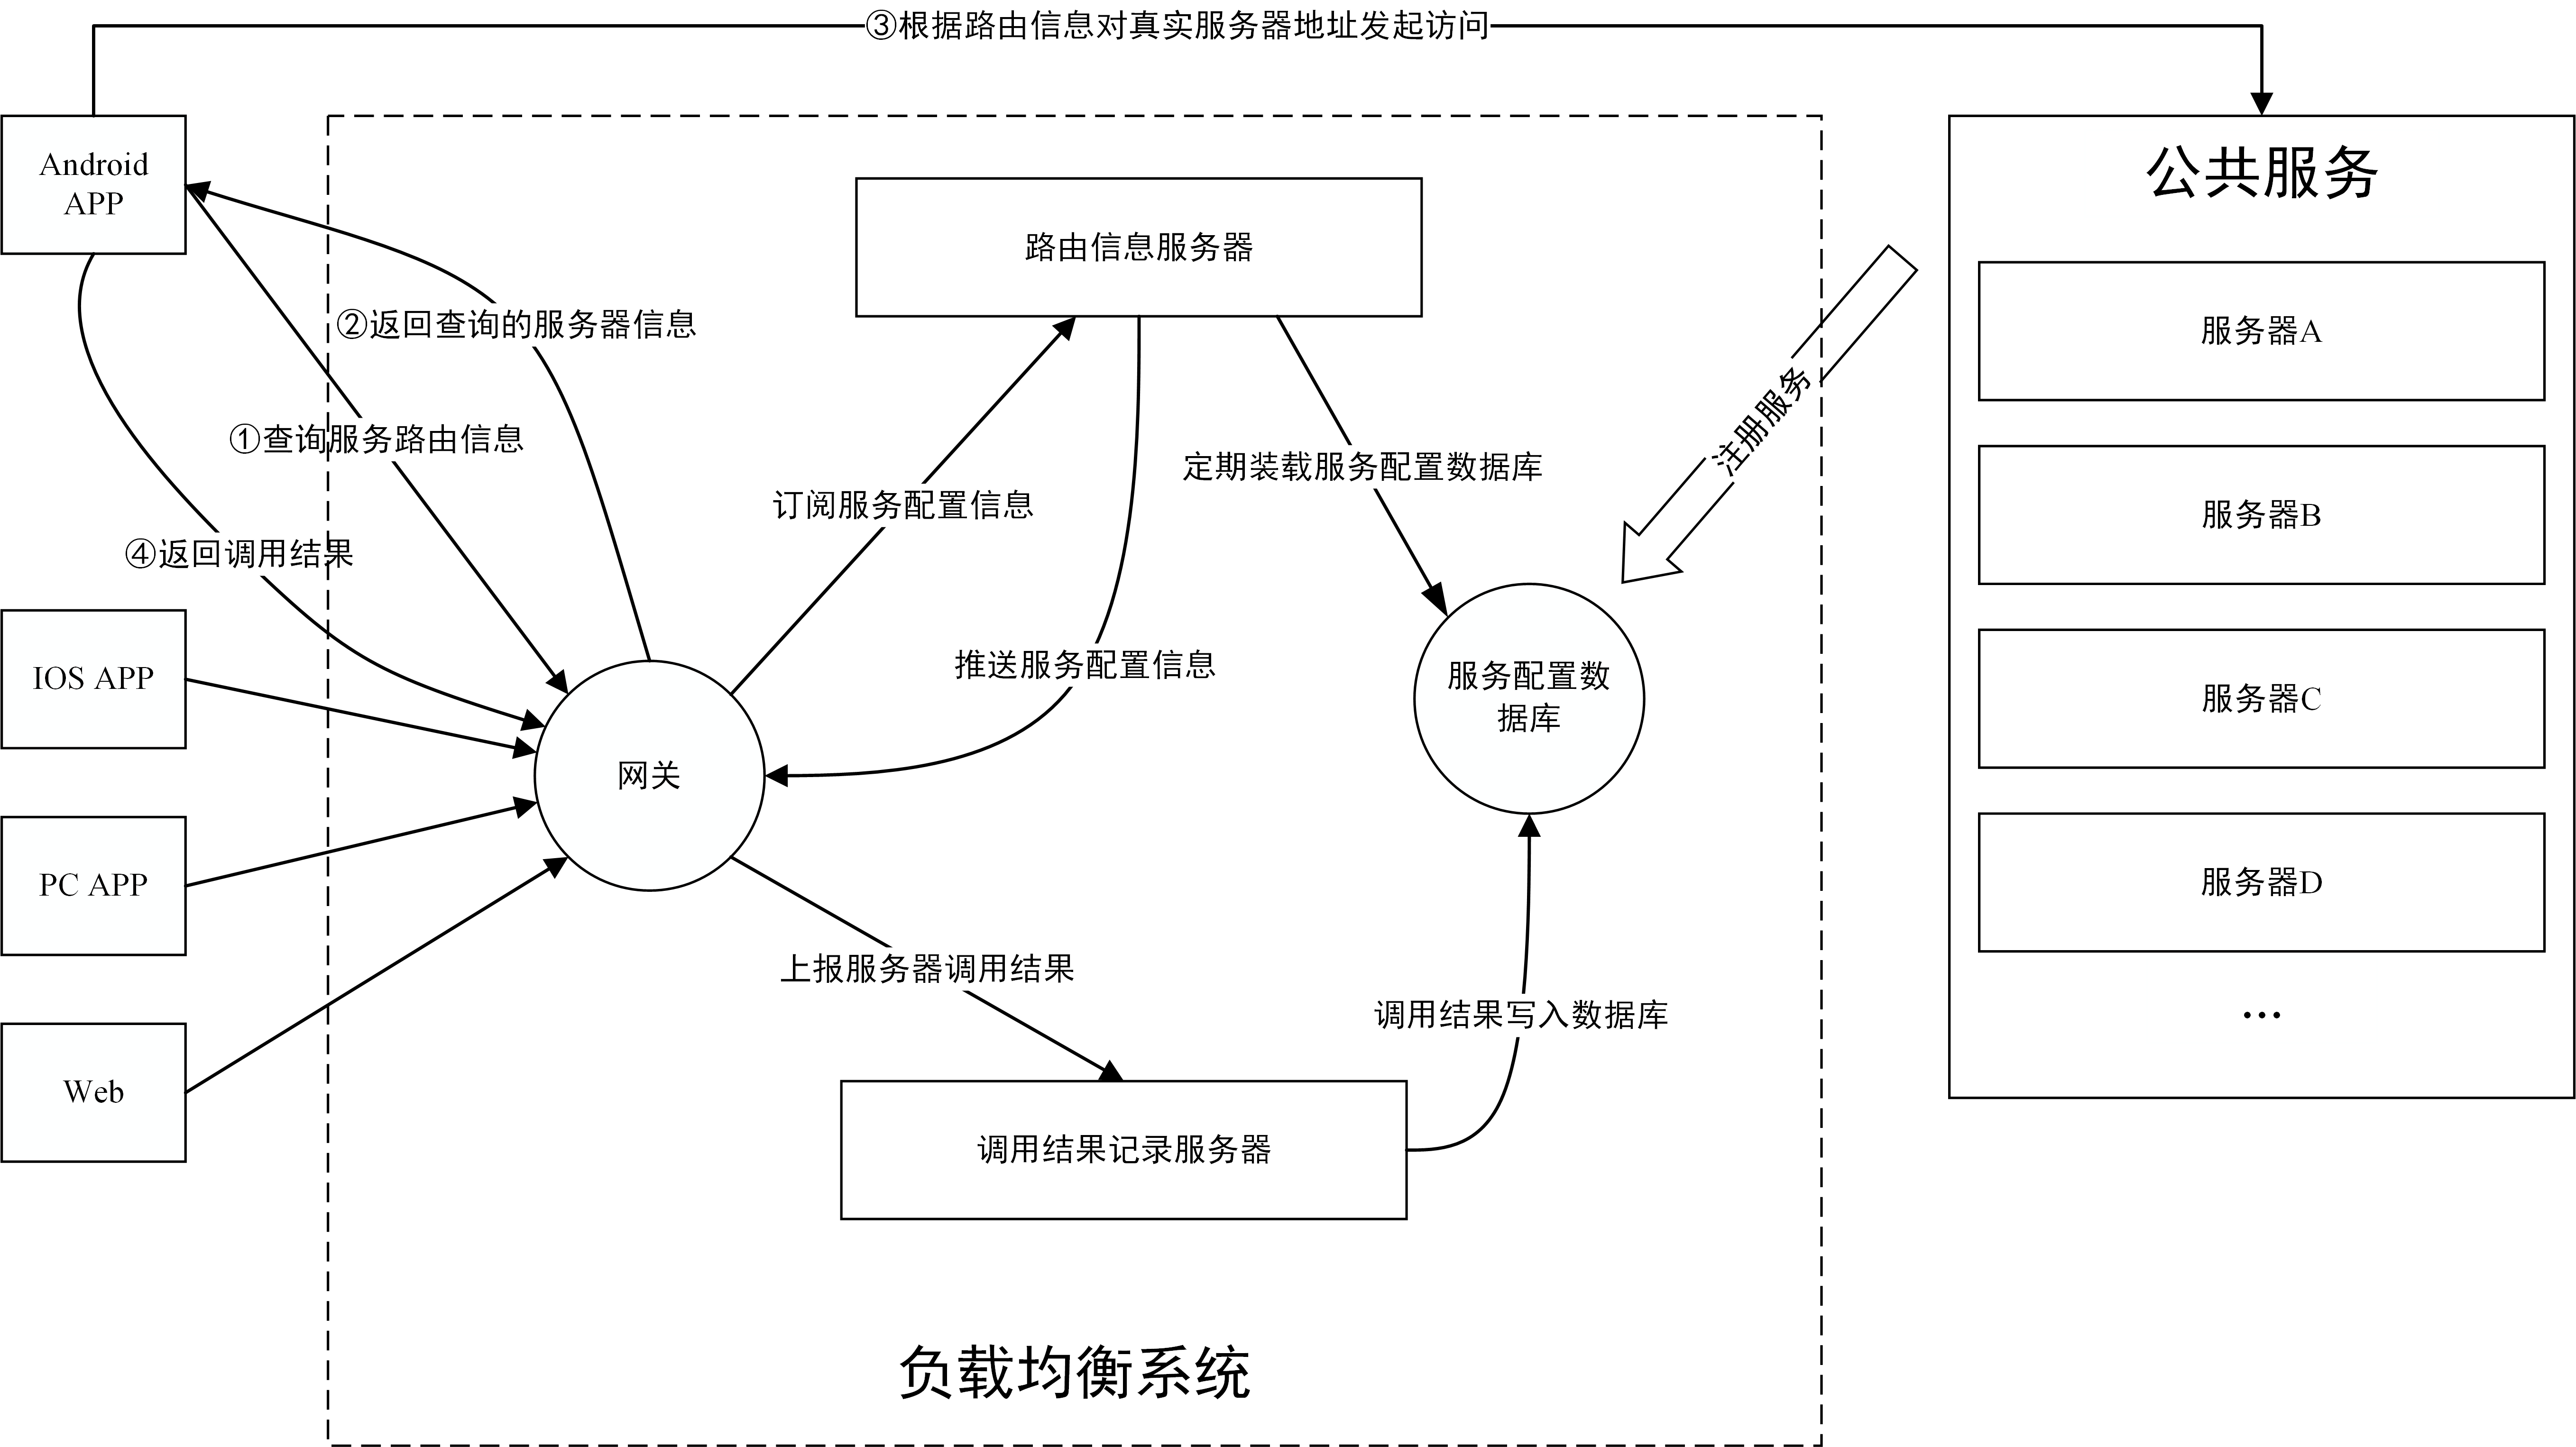 ③根据路由信息对真实服务器地址发起访问
Android
APP
公共服务
路由信息服务器
②返回查询的服务器信息
服务器A
注册服务
①查询服务路由信息
定期装载服务配置数据库
订阅服务配置信息
服务器B
④返回调用结果
推送服务配置信息
IOS APP
服务配置数
据库
服务器C
网关
PC APP
服务器D
上报服务器调用结果
调用结果写入数据库
...
Web
调用结果记录服务器
负载均衡系统